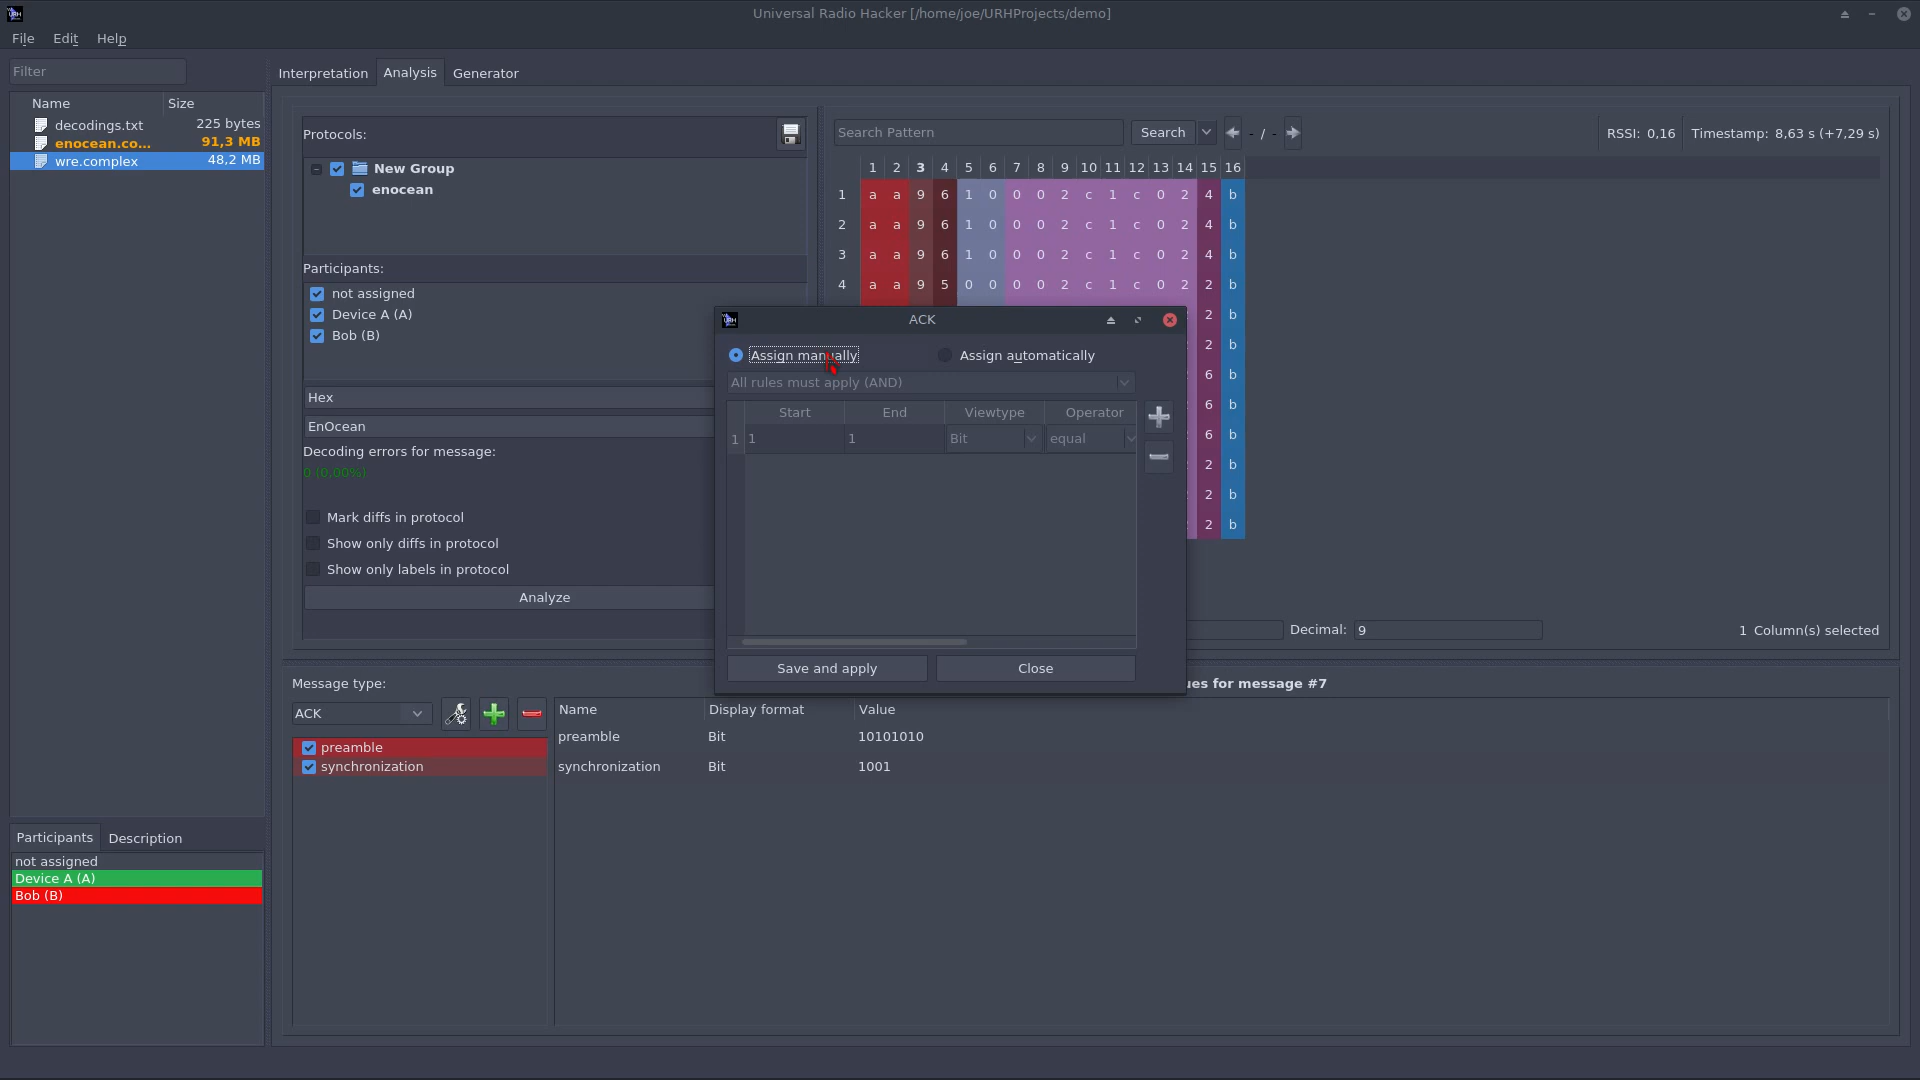 Universal Radio Hacker [/home/joe/URHProjects/demo]
File Edit Help
Filter
Name Size
decodings.txt 225 bytes
enocean.co... 91,3 MB
wre.complex 48,2 MB
Interpretation Analysis Generator
Protocols:
New Group
enocean
Participants:
not assigned
Device A (A)
Bob (B)
Hex
EnOcean
Decoding errors for message:
0 (0,00%)
Mark diffs in protocol
Show only diffs in protocol
Show only labels in protocol
Analyze
Search Pattern Search - / - RSSI: 0,16 Timestamp: 8,63 s (+7,29 s)
1 2 3 4 5 6 7 8 9 10 11 12 13 14 15 16
1 a a 9 6 1 0 0 0 2 c 1 c 0 2 4 b
2 a a 9 6 1 0 0 0 2 c 1 c 0 2 4 b
3 a a 9 6 1 0 0 0 2 c 1 c 0 2 4 b
4 a a 9 5 0 0 0 0 2 c 1 c 0 2 2 b
2 b
2 b
6 b
6 b
6 b
2 b
2 b
2 b
ACK
Assign manually Assign automatically
All rules must apply (AND)
Start End Viewtype Operator
1 1 1 Bit equal
Save and apply Close
Decimal: 9 1 Column(s) selected
Message type:
ACK
preamble
synchronization
ues for message #7
Name Display format Value
preamble Bit 10101010
synchronization Bit 1001
Participants Description
not assigned
Device A (A)
Bob (B)